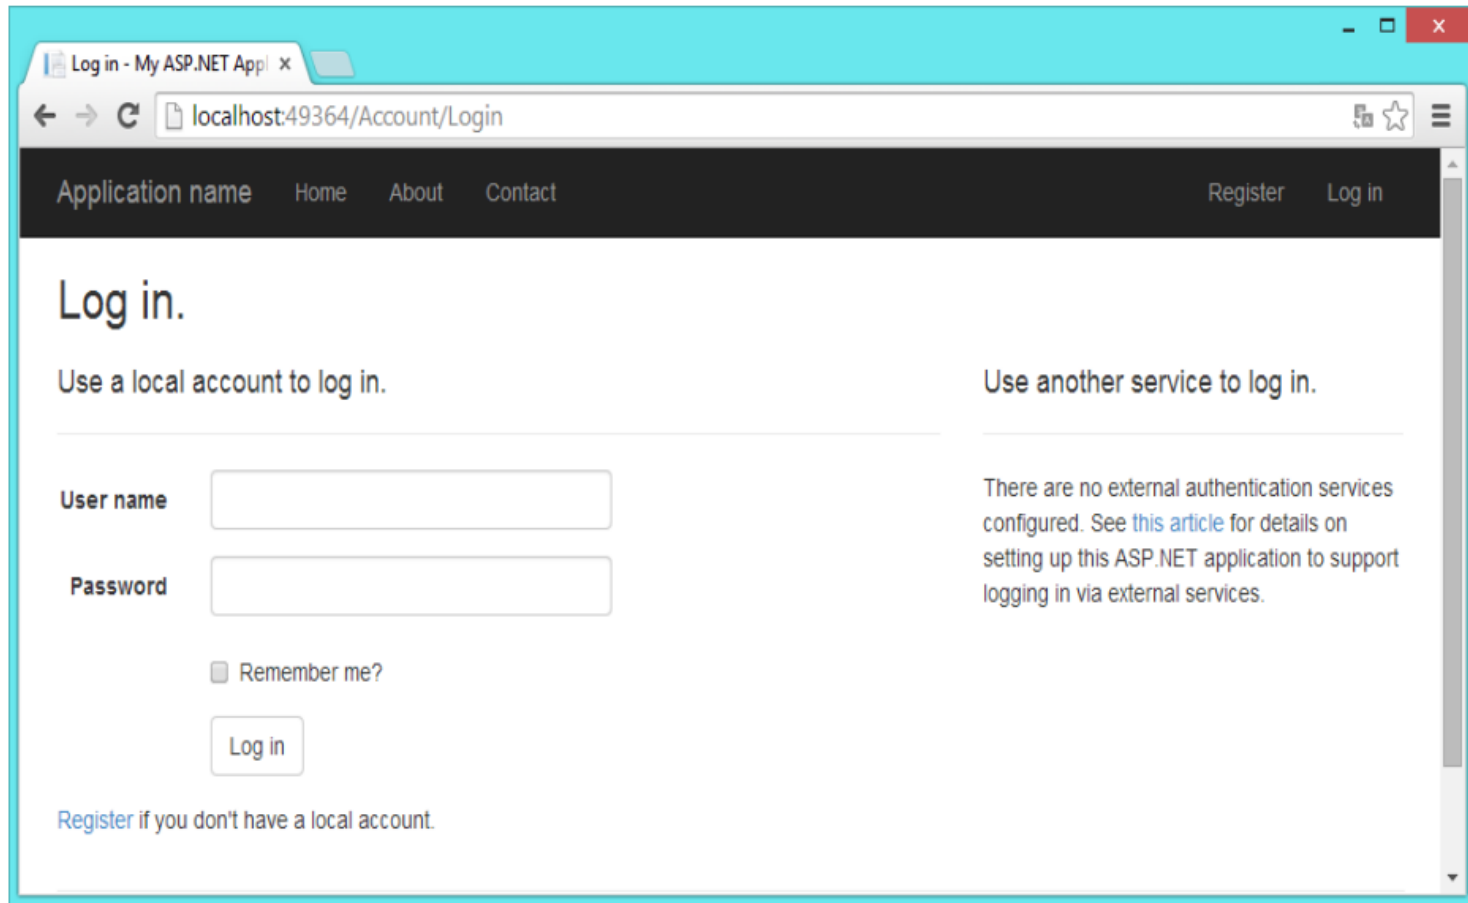 Log in - My ASP.NET Appl
localhost:49364/Account/Login
Application name Home About Contact Register Log in
Log in.
Use a local account to log in.
User name
Password
Remember me?
Log in
Register if you don't have a local account.
Use another service to log in.
There are no external authentication services
configured. See this article for details on
setting up this ASP.NET application to support
logging in via external services.